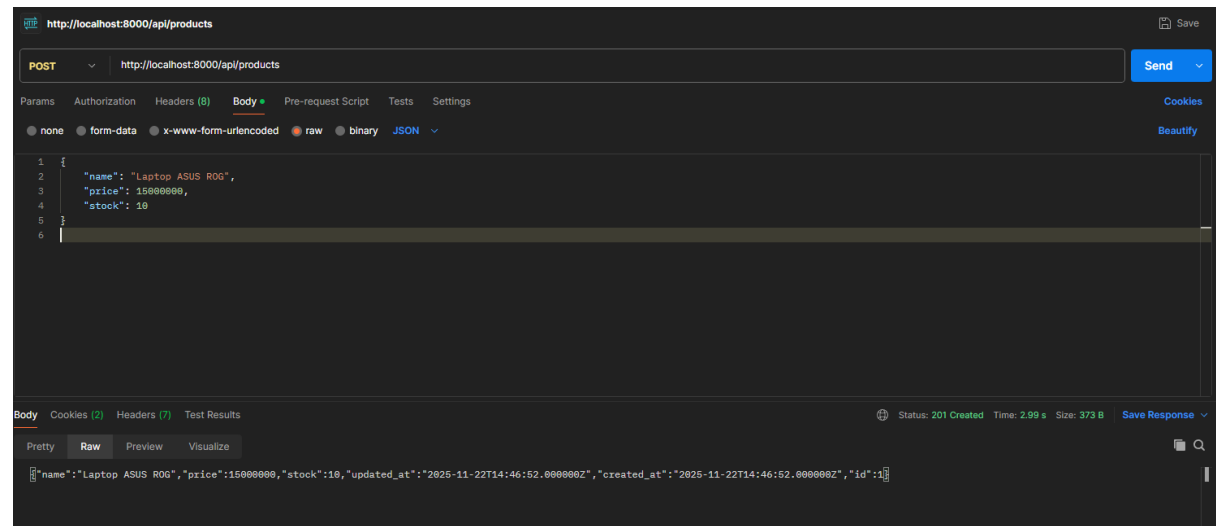 HTTP http://localhost:8000/api/products Save
POST http://localhost:8000/api/products Send
Params Authorization Headers (8) Body Pre-request Script Tests Settings Cookies
none form-data x-www-form-urlencoded raw binary JSON Beautify
1 {
2 "name": "Laptop ASUS ROG",
3 "price": 15000000,
4 "stock": 10
5 }
6
Body Cookies (2) Headers (7) Test Results Status: 201 Created Time: 2.99 s Size: 373 B Save Response
Pretty Raw Preview Visualize
{"name":"Laptop ASUS ROG","price":15000000,"stock":10,"updated_at":"2025-11-22T14:46:52.000000Z","created_at":"2025-11-22T14:46:52.000000Z","id":1}